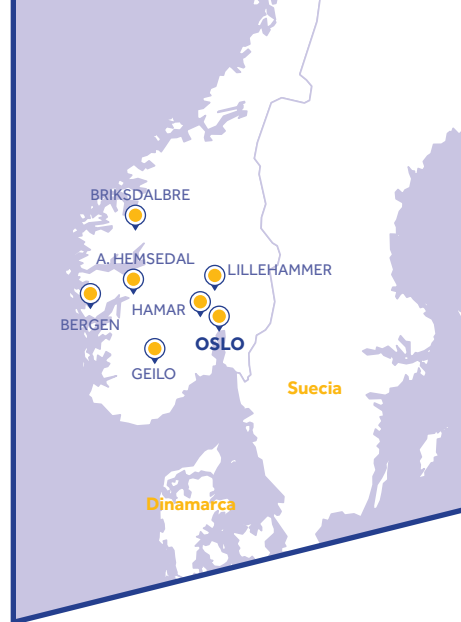 BRIKSDALBRE
A. HEMSEDAL
LILLEHAMMER
HAMAR
BERGEN
OSLO
GEILO
Suecia
Dinamarca